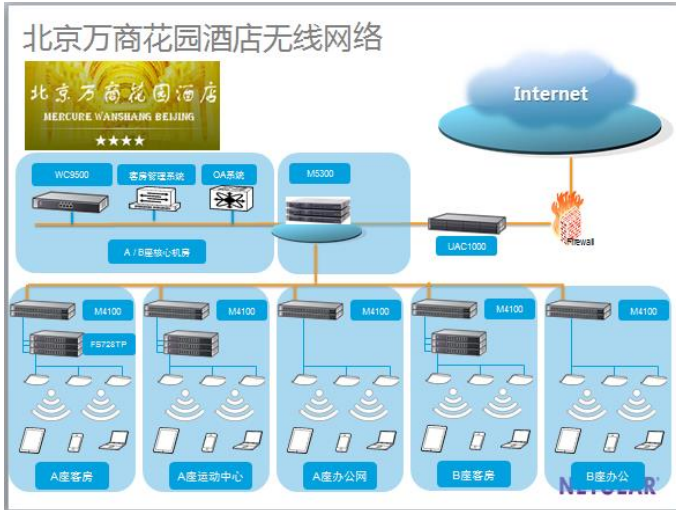 北京万商花园酒店无线网络
北京万商花园酒店
MERCURE WANSHANG BEIJING
Internet
WC9500
客房管理系统
OA系统
M5300
A / B座核心机房
UAC1000
Firewall
M4100
M4100
M4100
M4100
M4100
FS728TP
A座客房
A座运动中心
A座办公网
B座客房
B座办公
NETGEAR